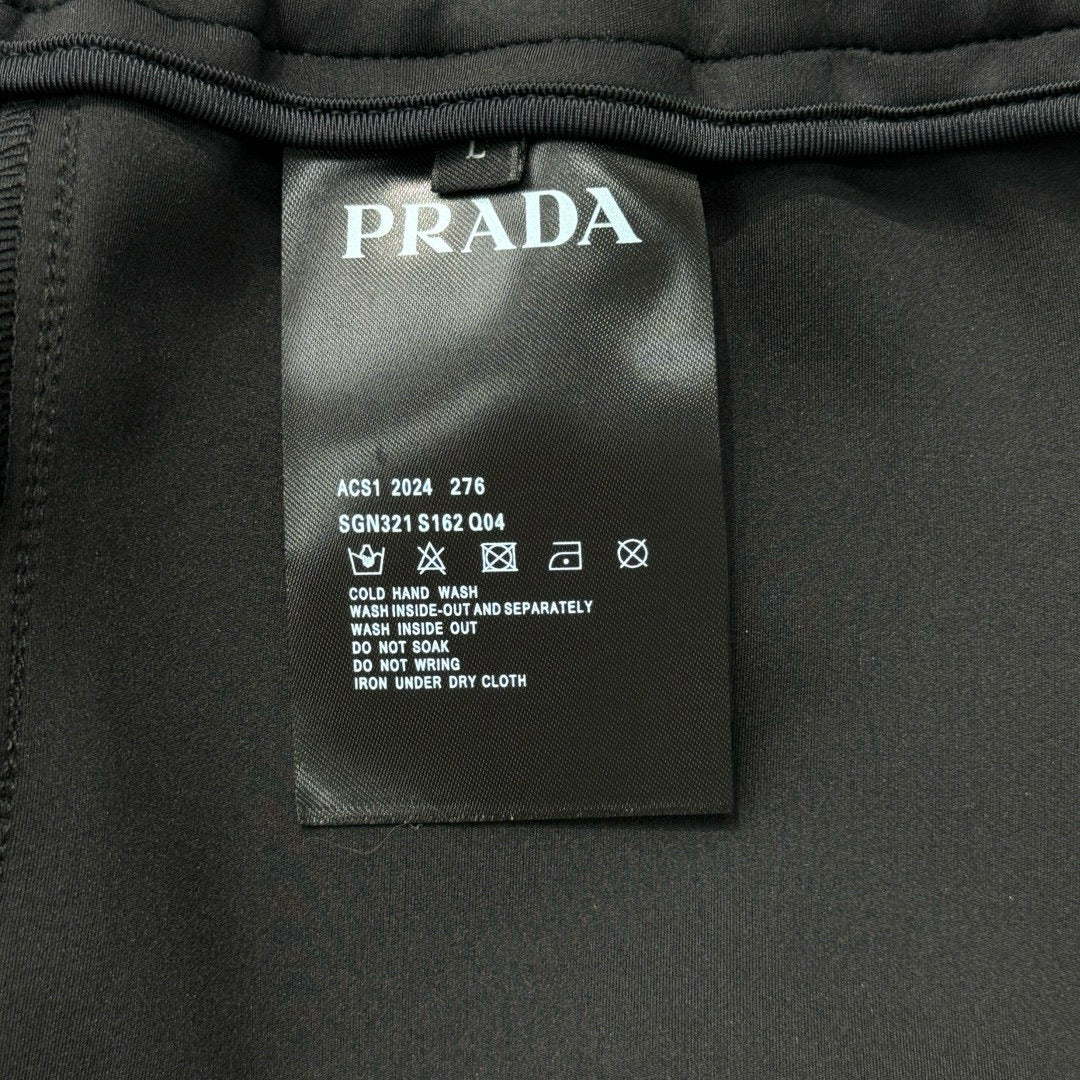 L
PRADA
ACS1 2024 276
SGN321 S162 Q04
COLD HAND WASH
WASH INSIDE-OUT AND SEPARATELY
WASH INSIDE OUT
DO NOT SOAK
DO NOT WRING
IRON UNDER DRY CLOTH